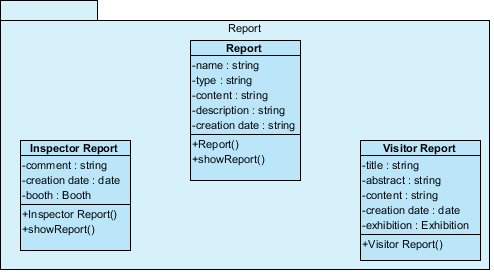 Report
Report
-name : string
-type : string
-content : string
-description : string
-creation date : string
+Report()
+showReport()
Inspector Report
-comment : string
-creation date : date
-booth : Booth
+Inspector Report()
+showReport()
Visitor Report
-title : string
-abstract : string
-content : string
-creation date : date
-exhibition : Exhibition
+Visitor Report()